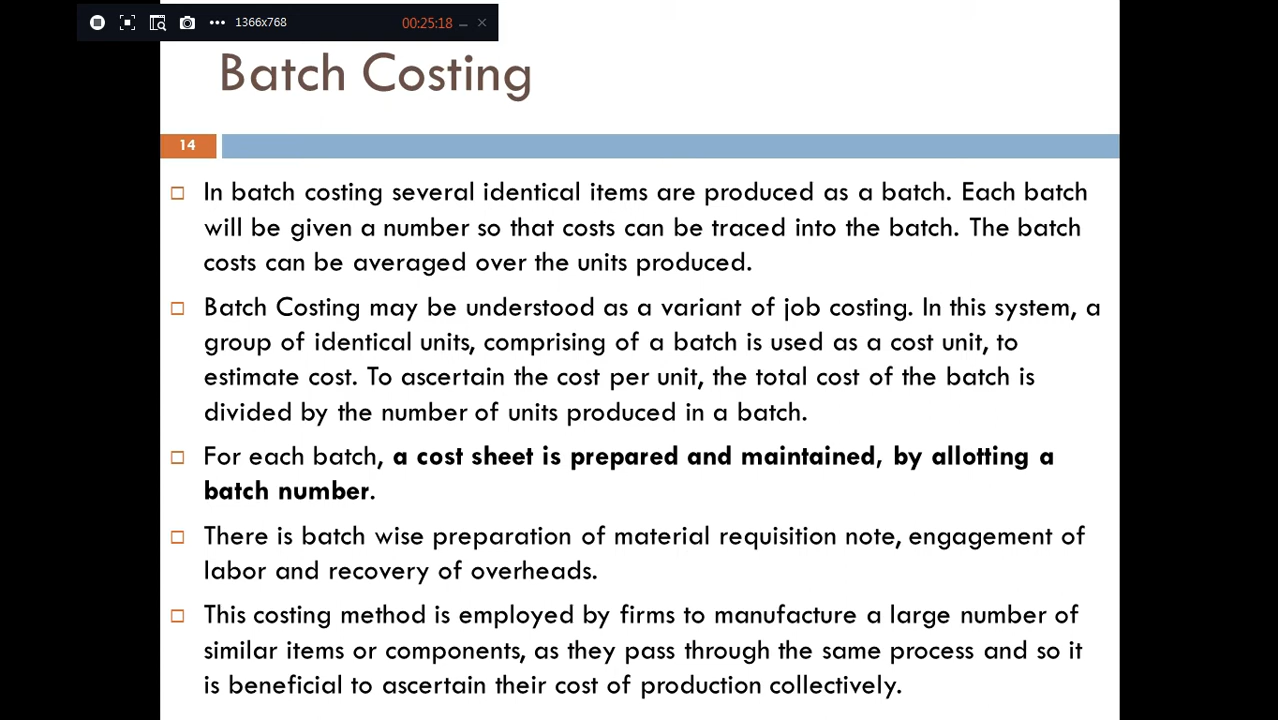 1366x768
00:25:18
Batch Costing
14
In batch costing several identical items are produced as a batch. Each batch
will be given a number so that costs can be traced into the batch. The batch
costs can be averaged over the units produced.
Batch Costing may be understood as a variant of job costing. In this system, a
group of identical units, comprising of a batch is used as a cost unit, to
estimate cost. To ascertain the cost per unit, the total cost of the batch is
divided by the number of units produced in a batch.
For each batch, a cost sheet is prepared and maintained, by allotting a
batch number.
There is batch wise preparation of material requisition note, engagement of
labor and recovery of overheads.
This costing method is employed by firms to manufacture a large number of
similar items or components, as they pass through the same process and so it
is beneficial to ascertain their cost of production collectively.